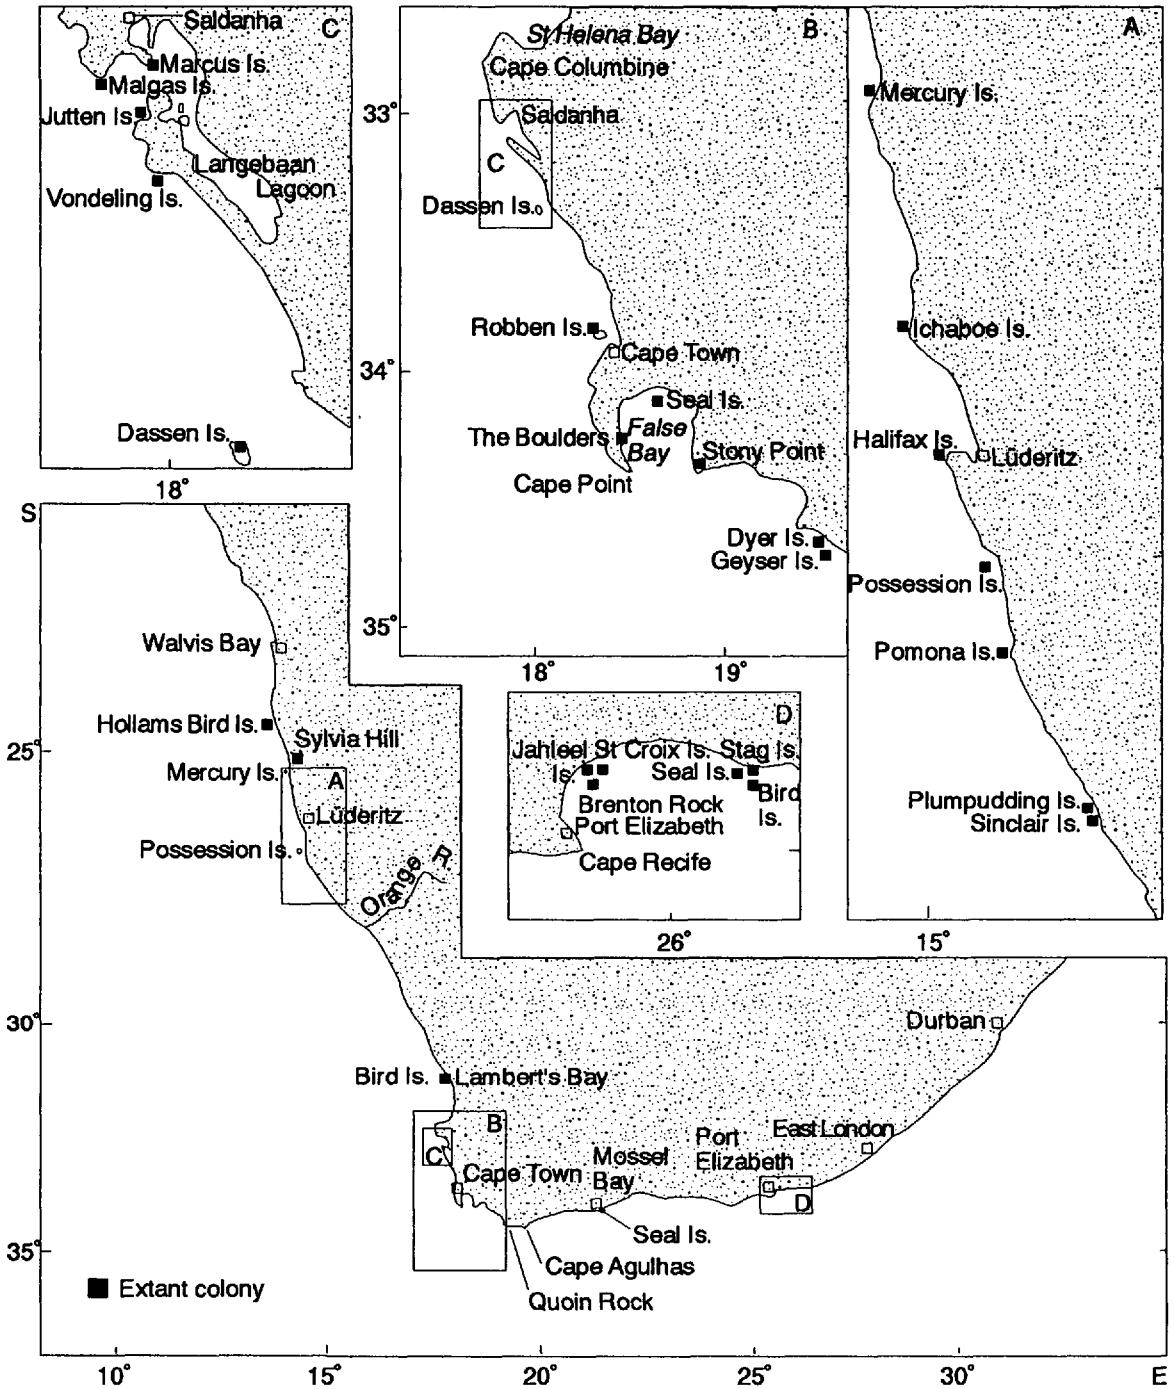 Saldanha
C
Marcus Is.
Malgas Is.
Jutten Is.
Langebaan
Lagoon
Vondeling Is.
Dassen Is.
18°
St Helena Bay
B
Cape Columbine
33°
Saldanha
C
Dassen Is.
Robben Is.
Cape Town
34°
Seal Is.
The Boulders
False
Bay
Stony Point
Cape Point
Dyer Is.
Geyser Is.
35°
18°
19°
A
Mercury Is.
Ichaboe Is.
Halifax Is.
Lüderitz
Possession Is.
Pomona Is.
Plumpudding Is.
Sinclair Is.
15°
D
Jahleel
Is.
St Croix Is.
Stag Is.
Seal Is.
Bird
Is.
Brenton Rock
Port Elizabeth
Cape Recife
26°
S
Walvis Bay
Hollams Bird Is.
Sylvia Hill
25°
Mercury Is.
A
Lüderitz
Possession Is.
Orange R
30°
Durban
Bird Is.
Lambert's Bay
B
C
Cape Town
Mossel
Bay
Port
Elizabeth
East London
D
Seal Is.
35°
Cape Agulhas
Quoin Rock
Extant colony
10°
15°
20°
25°
30°
E